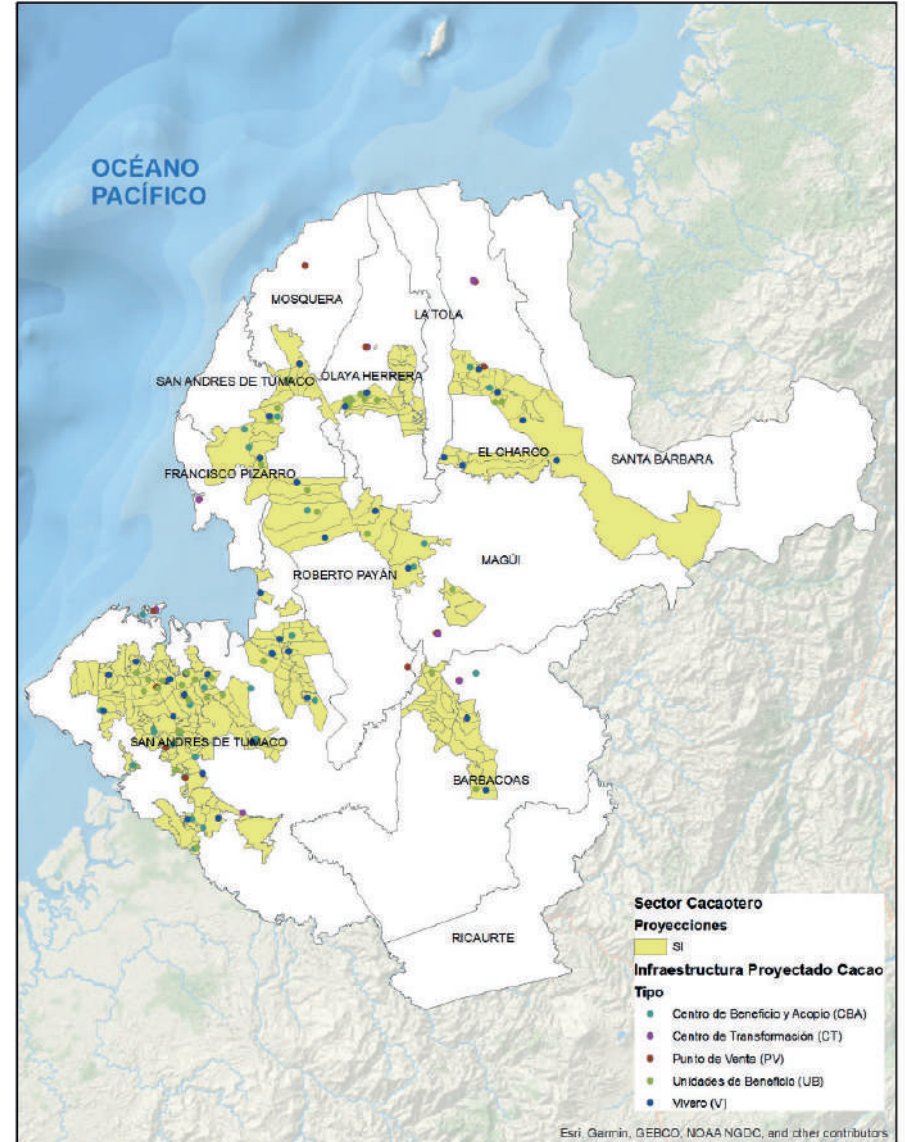 OCÉANO
PACÍFICO
MOSQUERA
LA TOLA
SAN ANDRES DE TUMACO
OLAYA HERRERA
EL CHARCO
SANTA BÁRBARA
FRANCISCO PIZARRO
MAGÜI
ROBERTO PAYÁN
SAN ANDRES DE TUMACO
BARBACOAS
RICAURTE
Sector Cacaotero
Proyecciones
SI
Infraestructura Proyectado Cacao
Tipo
Centro de Beneficio y Acopio (CBA)
Centro de Transformación (CT)
Punto de Venta (PV)
Unidades de Beneficio (UB)
Vivero (V)
Esri, Garmin, GEBCO, NOAA NGDC, and other contributors